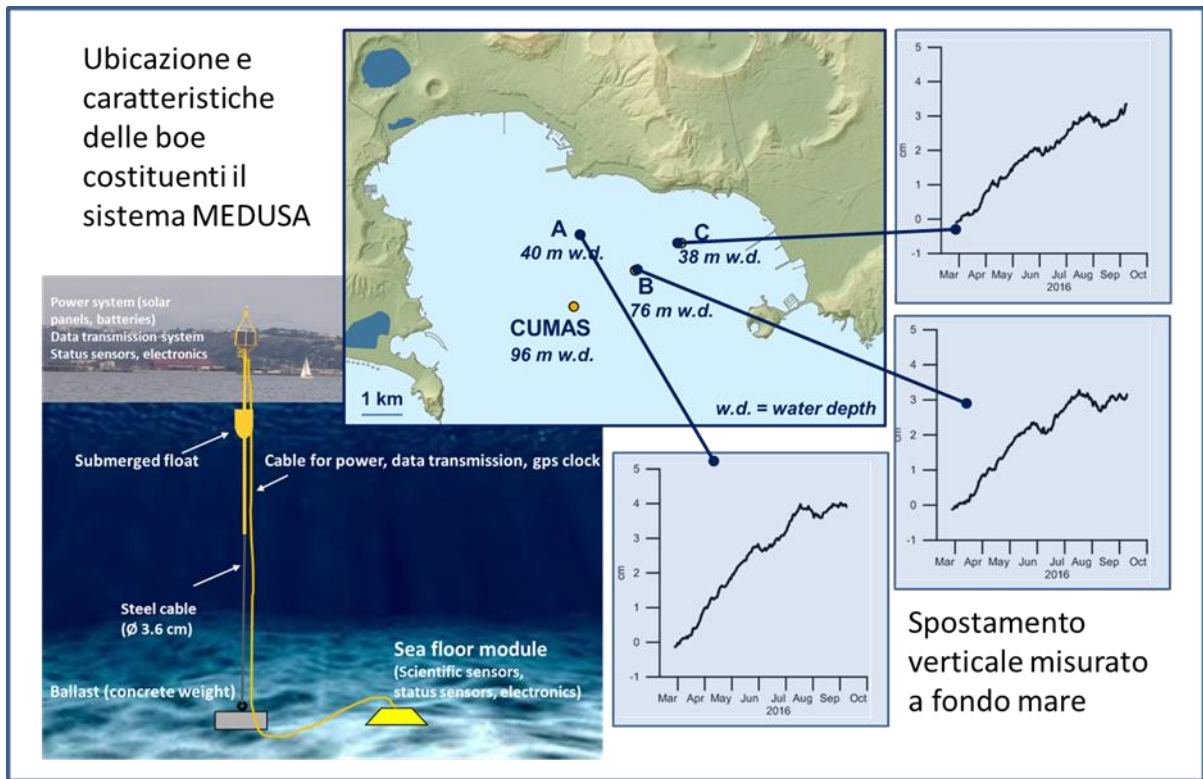 Ubicazione e
caratteristiche
delle boe
costituenti il
sistema MEDUSA
Power system (solar
panels, batteries)
Data transmission system
Status sensors, electronics
Submerged float
Cable for power, data transmission, gps clock
Steel cable
(Ø 3.6 cm)
Sea floor module
(Scientific sensors,
status sensors, electronics)
Ballast (concrete weight)
A
40 m w.d.
C
38 m w.d.
B
76 m w.d.
CUMAS
96 m w.d.
1 km
w.d. = water depth
5
4
3
2
1
0
-1
cm
Mar Apr May Jun Jul Aug Sep Oct
2016
5
4
3
2
1
0
-1
cm
Mar Apr May Jun Jul Aug Sep Oct
2016
5
4
3
2
1
0
-1
cm
Mar Apr May Jun Jul Aug Sep Oct
2016
Spostamento
verticale misurato
a fondo mare